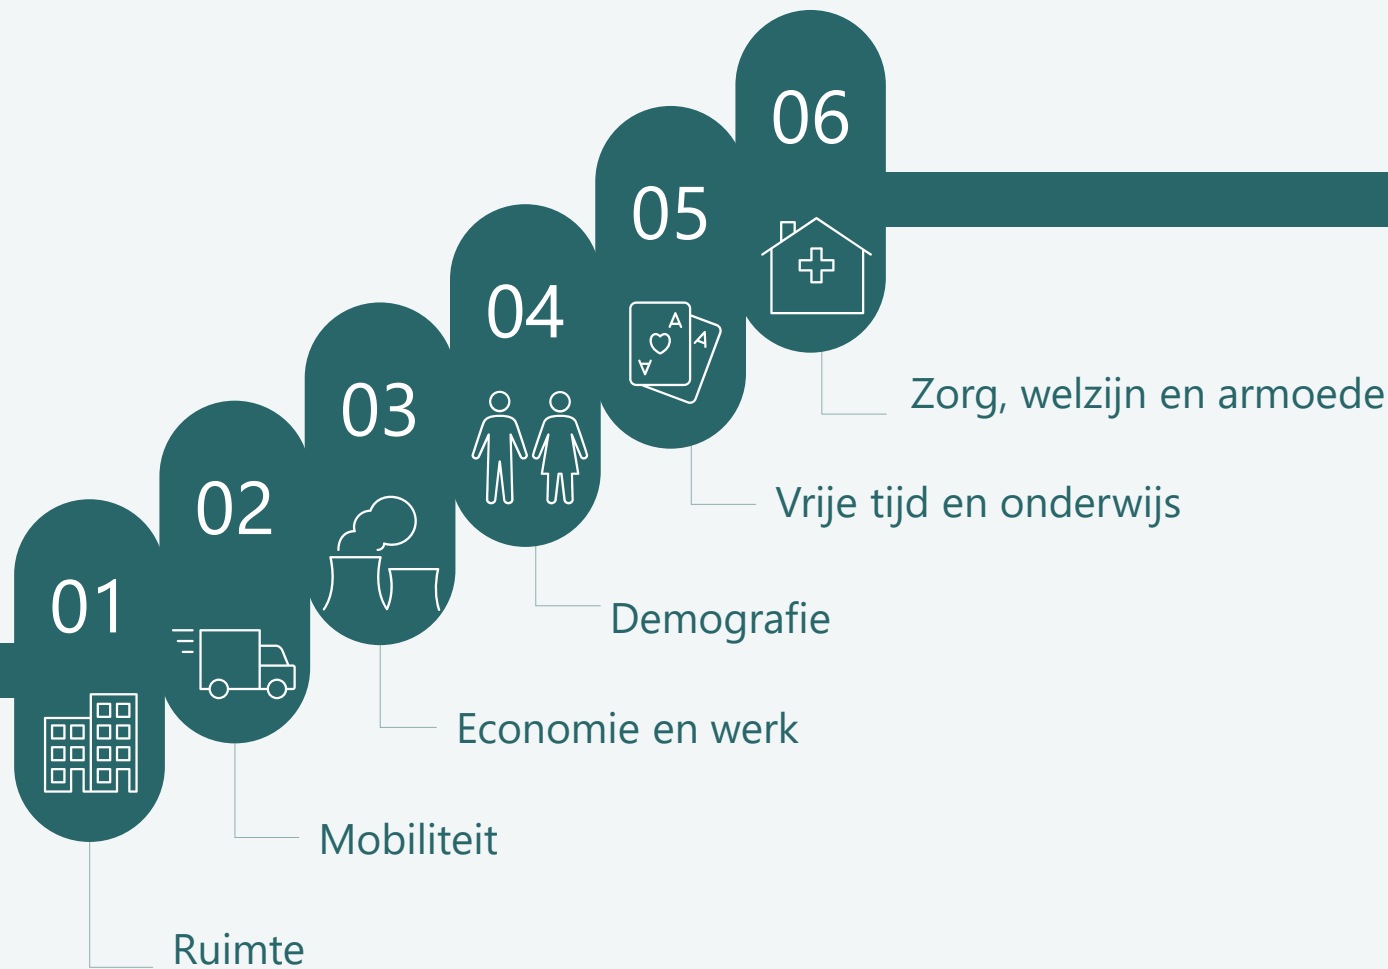 06
05
04
03
02
01
A
A
A
Zorg, welzijn en armoede
Vrije tijd en onderwijs
Demografie
Economie en werk
Mobiliteit
Ruimte